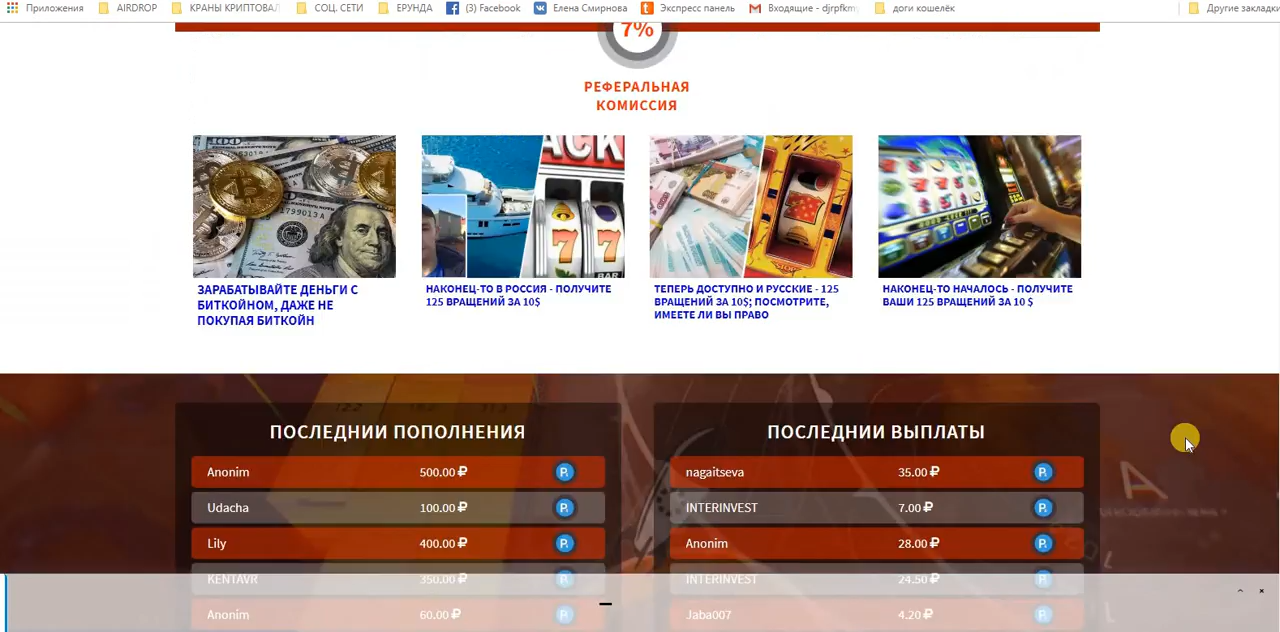 Приложения AIRDROP КРАНЫ КРИПТОВАЛ СОЦ. СЕТИ ЕРУНДА (3) Facebook Елена Смирнова Экспресс панель Входящие - djrpfkm доги кошелёк Другие закладки
7%
РЕФЕРАЛЬНАЯ
КОМИССИЯ
ЗАРАБАТЫВАЙТЕ ДЕНЬГИ С
БИТКОЙНОМ, ДАЖЕ НЕ
ПОКУПАЯ БИТКОЙН
НАКОНЕЦ-ТО В РОССИЯ - ПОЛУЧИТЕ
125 ВРАЩЕНИЙ ЗА 10$
ТЕПЕРЬ ДОСТУПНО И РУССКИЕ - 125
ВРАЩЕНИЙ ЗА 10$; ПОСМОТРИТЕ,
ИМЕЕТЕ ЛИ ВЫ ПРАВО
НАКОНЕЦ-ТО НАЧАЛОСЬ - ПОЛУЧИТЕ
ВАШИ 125 ВРАЩЕНИЙ ЗА 10 $
ПОСЛЕДНИИ ПОПОЛНЕНИЯ
Anonim 500.00 ₽
Udacha 100.00 ₽
Lily 400.00 ₽
KENTAVR 350.00 ₽
Anonim 60.00 ₽
ПОСЛЕДНИИ ВЫПЛАТЫ
nagaitseva 35.00 ₽
INTERINVEST 7.00 ₽
Anonim 28.00 ₽
INTERINVEST 24.50 ₽
Jaba007 4.20 ₽